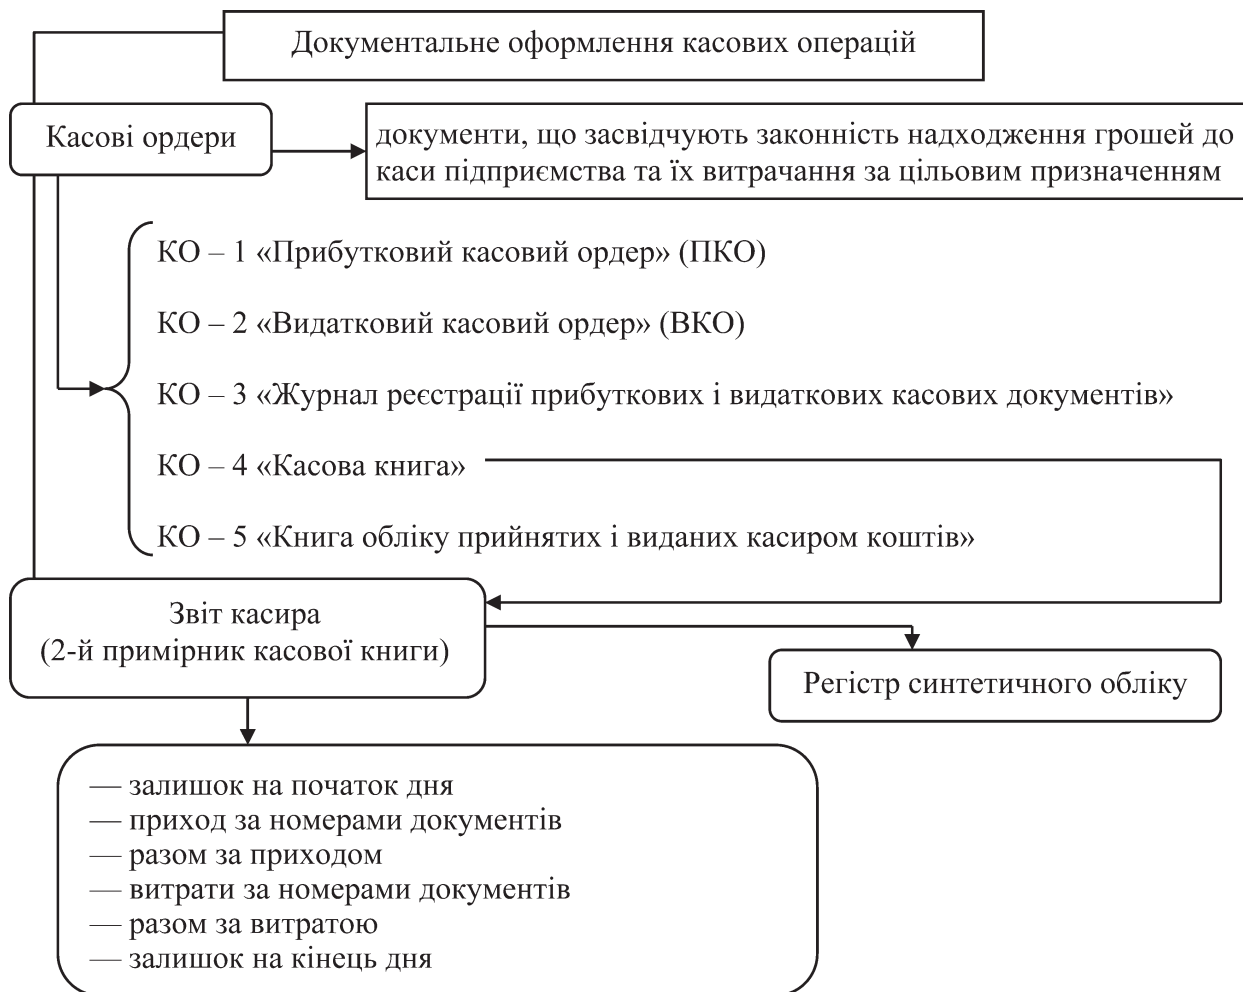 Документальне оформлення касових операцій
Касові ордери
документи, що засвідчують законність надходження грошей до
каси підприємства та їх витрачання за цільовим призначенням
КО – 1 «Прибутковий касовий ордер» (ПКО)
КО – 2 «Видатковий касовий ордер» (ВКО)
КО – 3 «Журнал реєстрації прибуткових і видаткових касових документів»
КО – 4 «Касова книга»
КО – 5 «Книга обліку прийнятих і виданих касиром коштів»
Звіт касира
(2-й примірник касової книги)
Регістр синтетичного обліку
— залишок на початок дня
— приход за номерами документів
— разом за приходом
— витрати за номерами документів
— разом за витратою
— залишок на кінець дня